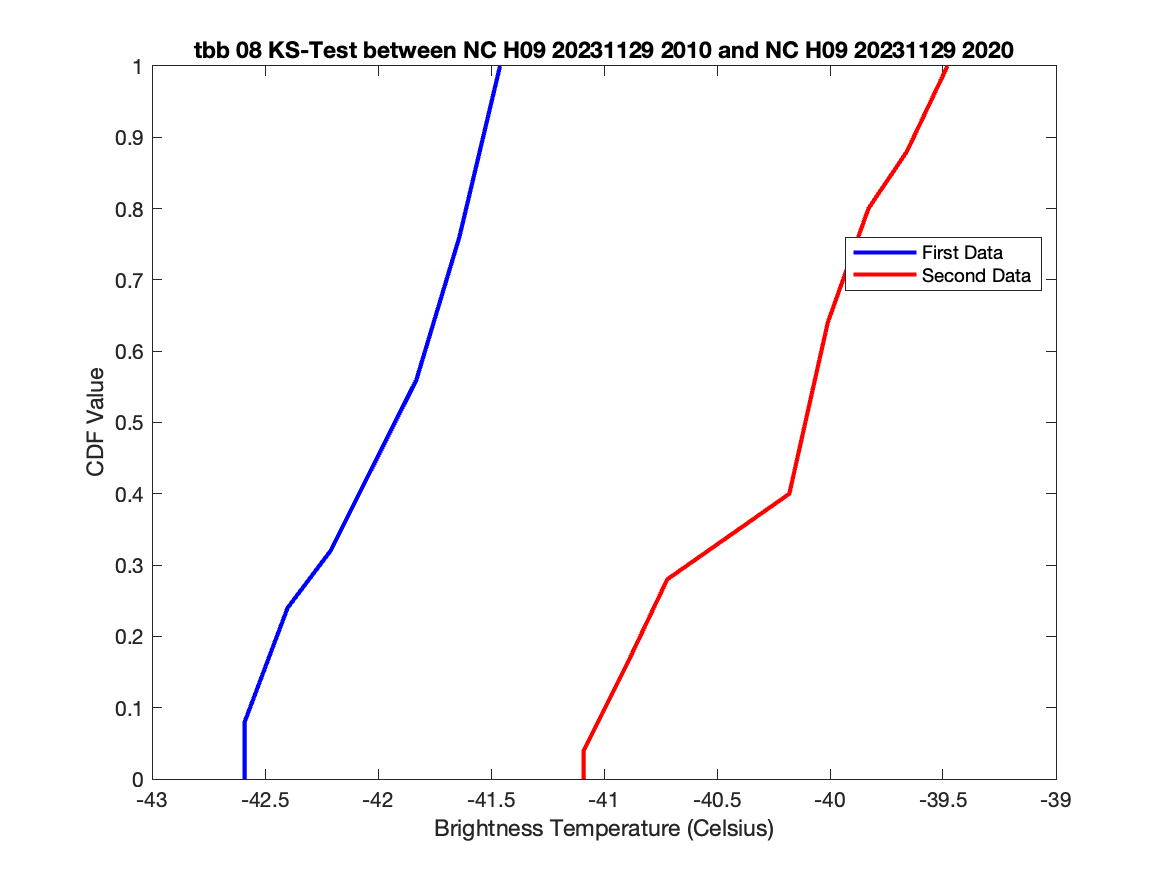 tbb 08 KS-Test between NC H09 20231129 2010 and NC H09 20231129 2020
1
0.9
0.8
0.7
0.6
0.5
0.4
0.3
0.2
0.1
0
CDF Value
First Data
Second Data
-43 -42.5 -42 -41.5 -41 -40.5 -40 -39.5 -39
Brightness Temperature (Celsius)